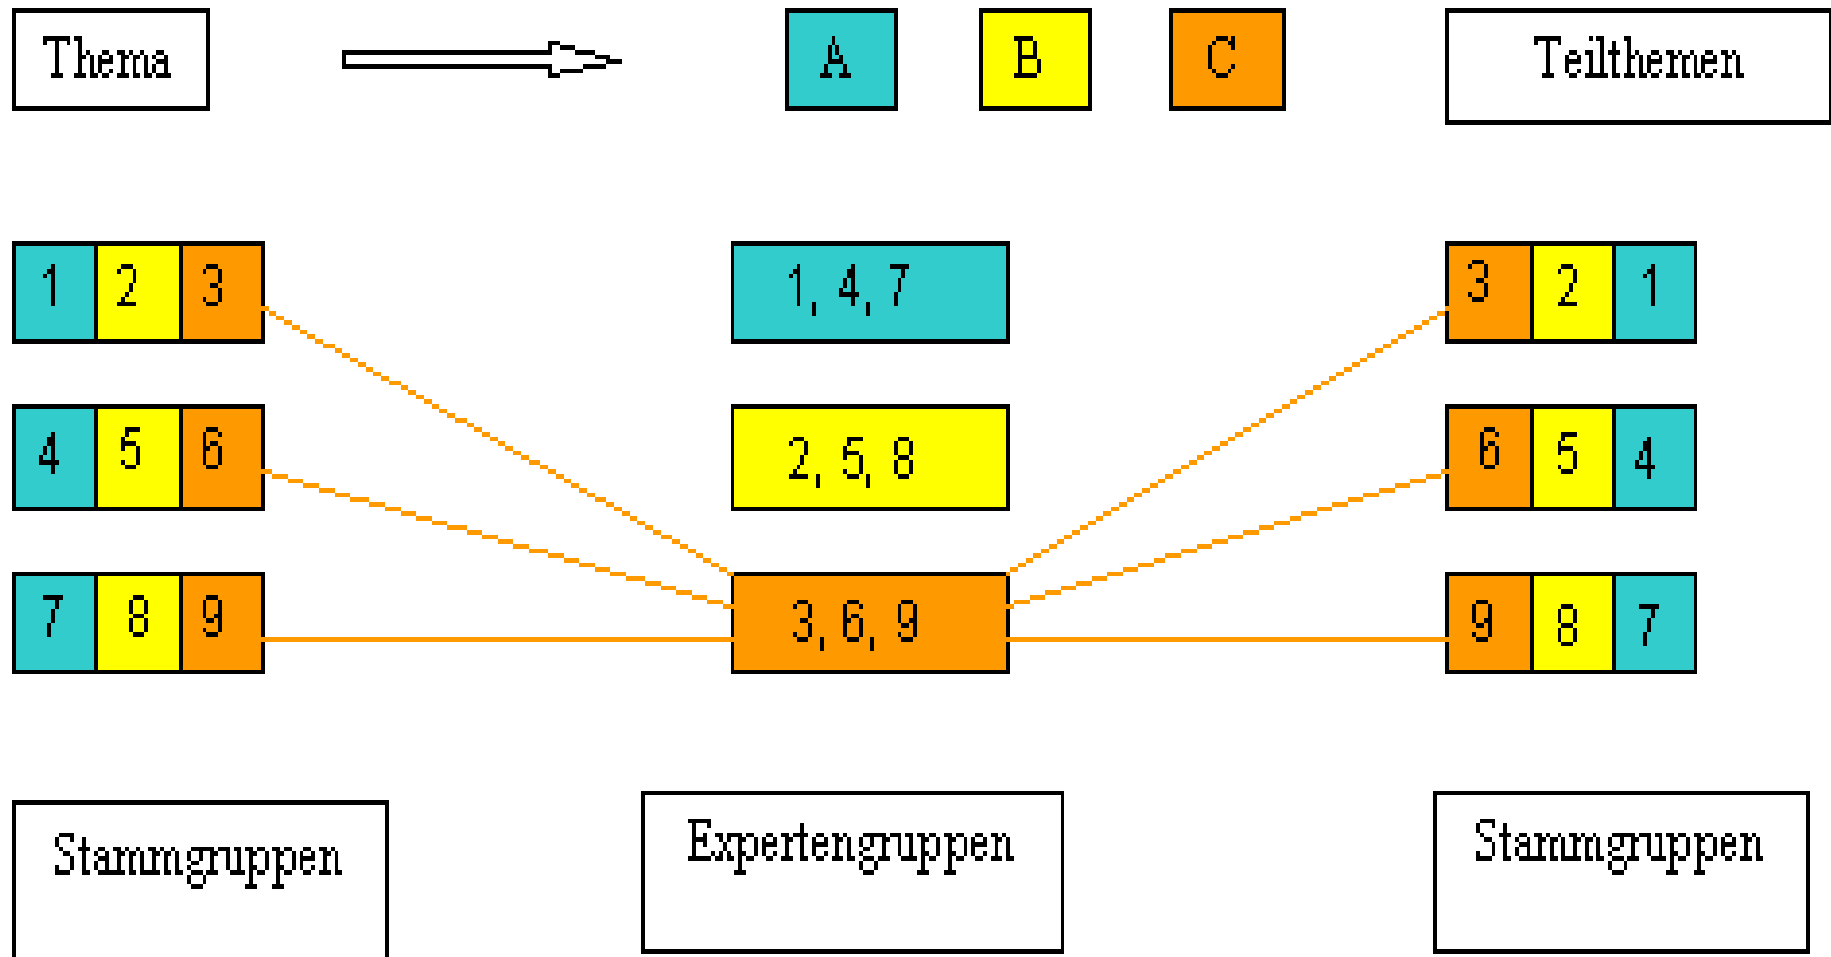 Thema A B C Teilthemen
1 2 3 1, 4, 7 3 2 1
4 5 6 2, 5, 8 6 5 4
7 8 9 3, 6, 9 9 8 7
Stammgruppen Expertengruppen Stammgruppen